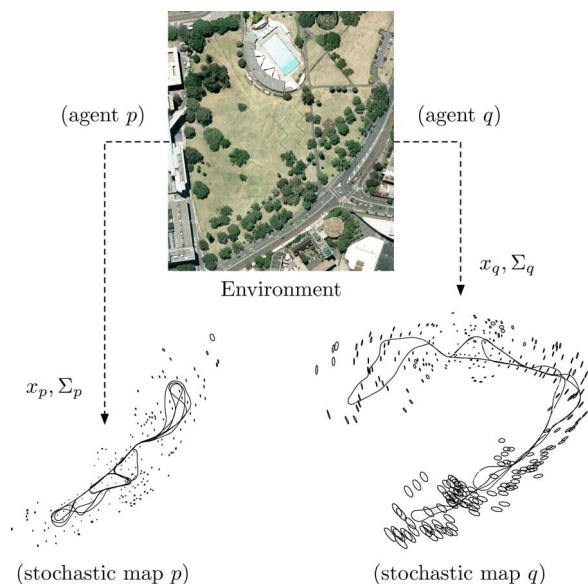 (agent p)
(agent q)
Environment
x_q, Σ_q
x_p, Σ_p
(stochastic map p)
(stochastic map q)